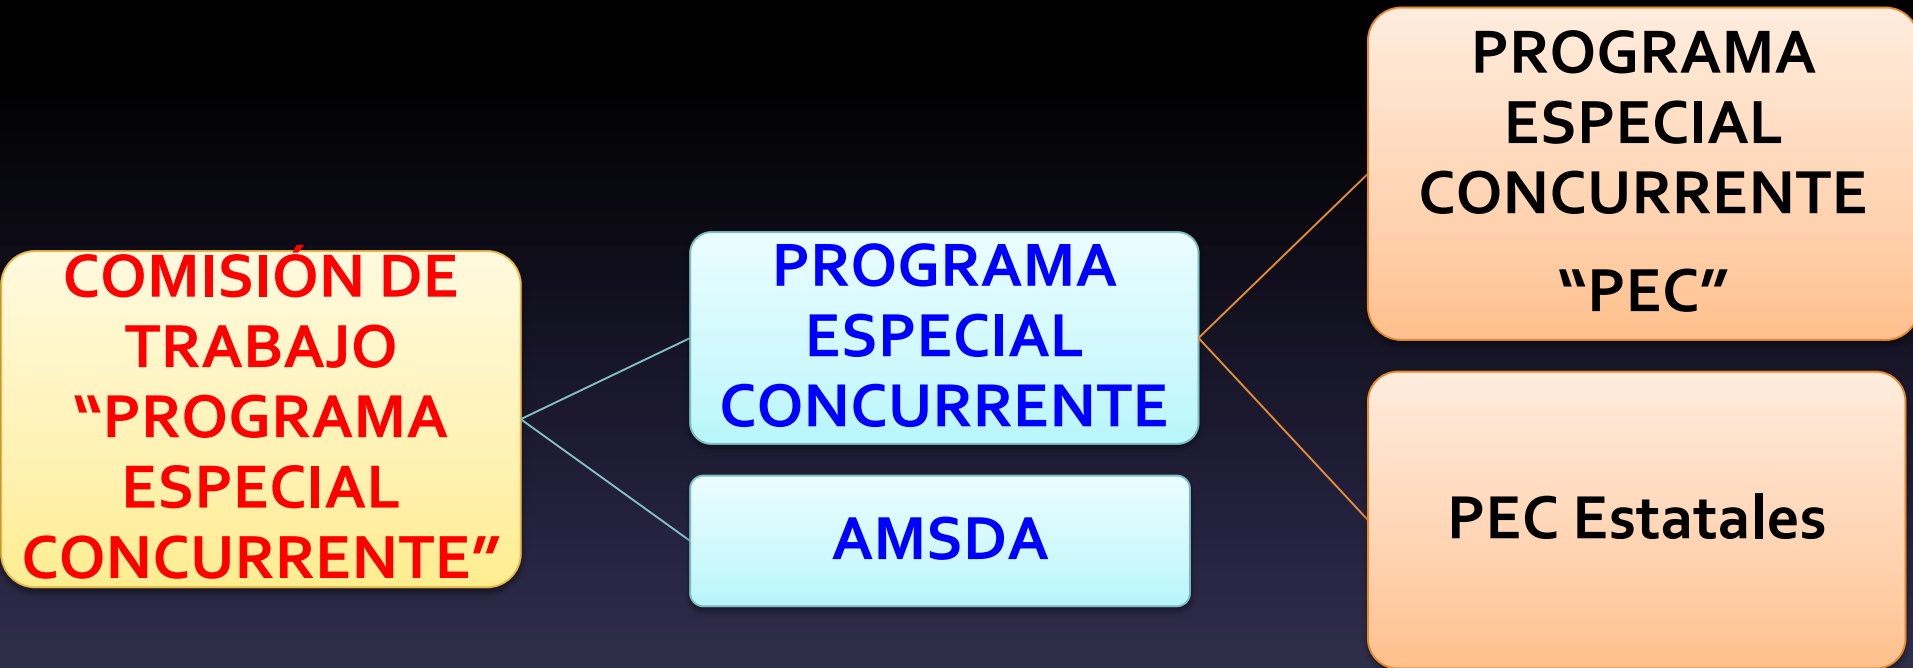 COMISIÓN DE
TRABAJO
“PROGRAMA
ESPECIAL
CONCURRENTE”
PROGRAMA
ESPECIAL
CONCURRENTE
AMSDA
PROGRAMA
ESPECIAL
CONCURRENTE
“PEC”
PEC Estatales